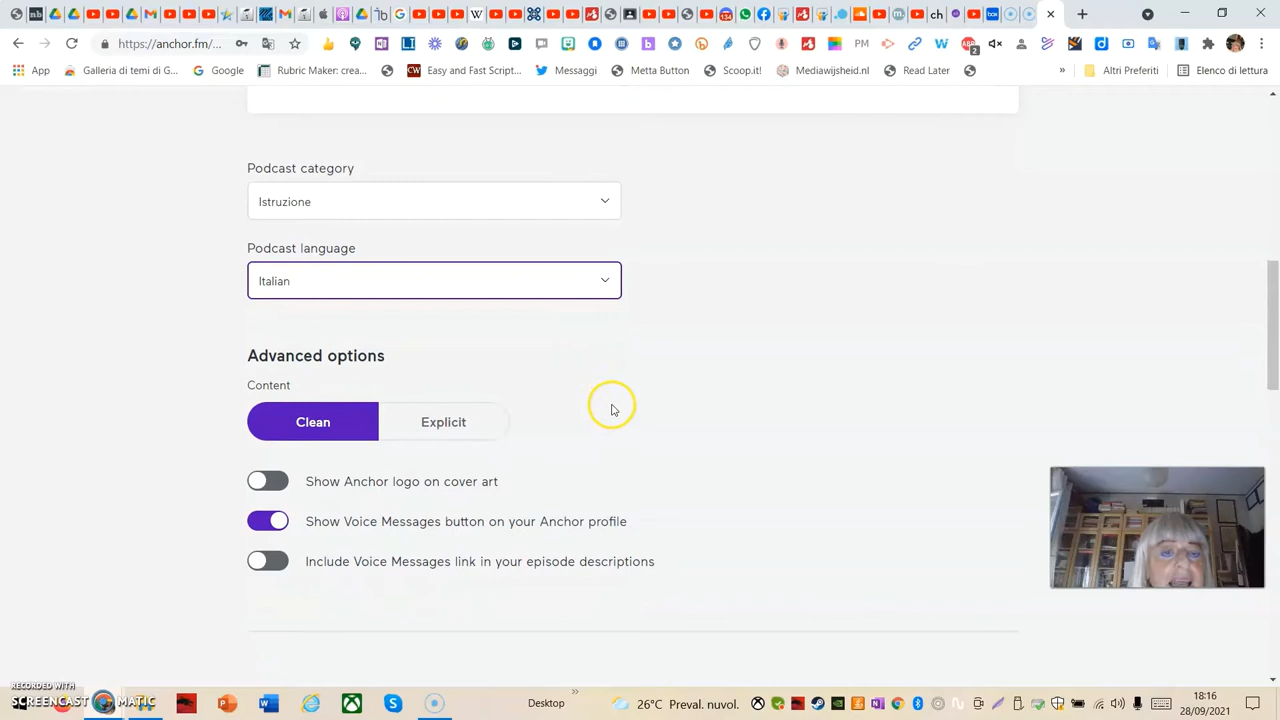 https://anchor.fm/...
App
Galleria di temi di G...
Google
Rubric Maker: crea...
Easy and Fast Script...
Messaggi
Metta Button
Scoop.it!
Mediawijsheid.nl
Read Later
»
Altri Preferiti
Elenco di lettura
Podcast category
Istruzione
Podcast language
Italian
Advanced options
Content
Clean
Explicit
Show Anchor logo on cover art
Show Voice Messages button on your Anchor profile
Include Voice Messages link in your episode descriptions
RECORDED WITH
SCREENCAST MATIC
Desktop
»
26°C Preval. nuvol.
18:16
28/09/2021